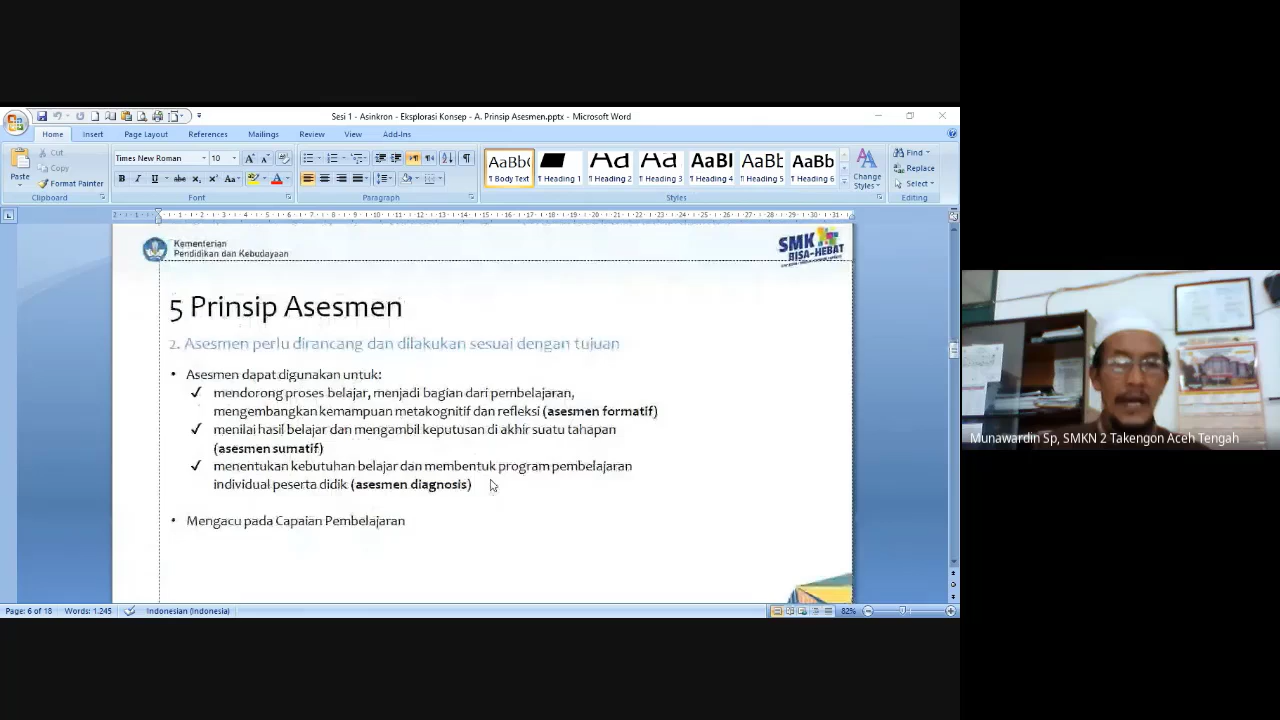 Sesi 1 - Asinkron - Eksplorasi Konsep - A. Prinsip Asesmen.pptx - Microsoft Word
Home Insert Page Layout References Mailings Review View Add-Ins
Paste
Cut
Copy
Format Painter
Clipboard
Times New Roman 10
Font
Paragraph
AaBb( AaBl AaBb AaBb
¶ Body Text ¶ Heading 1 ¶ Heading 2 ¶ Heading 3 ¶ Heading 4 ¶ Heading 5 ¶ Heading 6
Styles
Change Styles
Find
Replace
Select
Editing
Kementerian
Pendidikan dan Kebudayaan
SMK
BISA-HEBAT
5 Prinsip Asesmen
2. Asesmen perlu dirancang dan dilakukan sesuai dengan tujuan
• Asesmen dapat digunakan untuk:
✓ mendorong proses belajar, menjadi bagian dari pembelajaran,
mengembangkan kemampuan metakognitif dan refleksi (asesmen formatif)
✓ menilai hasil belajar dan mengambil keputusan di akhir suatu tahapan
(asesmen sumatif)
✓ menentukan kebutuhan belajar dan membentuk program pembelajaran
individual peserta didik (asesmen diagnosis)
• Mengacu pada Capaian Pembelajaran
Page: 6 of 18 Words: 1.245 Indonesian (Indonesia) 82%
Munawardin Sp, SMKN 2 Takengon Aceh Tengah